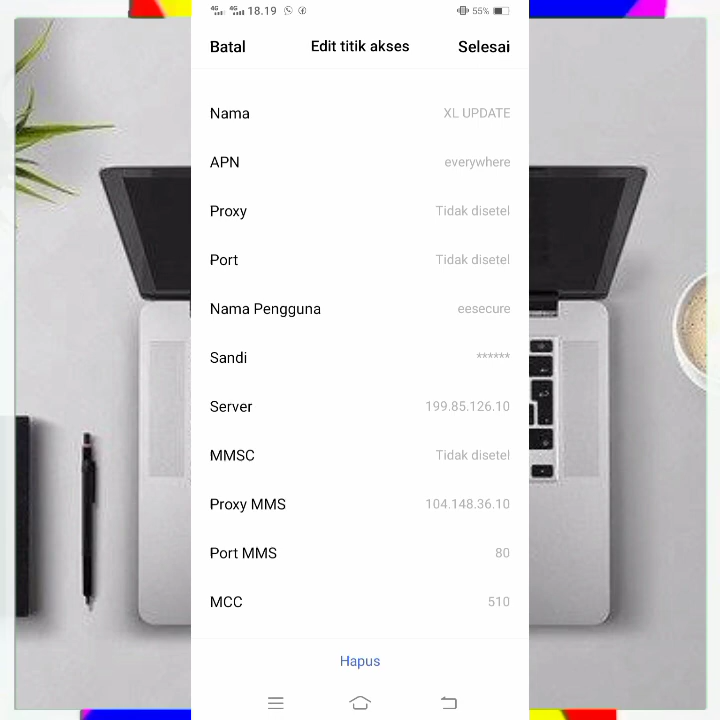 4G 4G 18.19 55%
Batal Edit titik akses Selesai
Nama XL UPDATE
APN everywhere
Proxy Tidak disetel
Port Tidak disetel
Nama Pengguna eesecure
Sandi ******
Server 199.85.126.10
MMSC Tidak disetel
Proxy MMS 104.148.36.10
Port MMS 80
MCC 510
Hapus